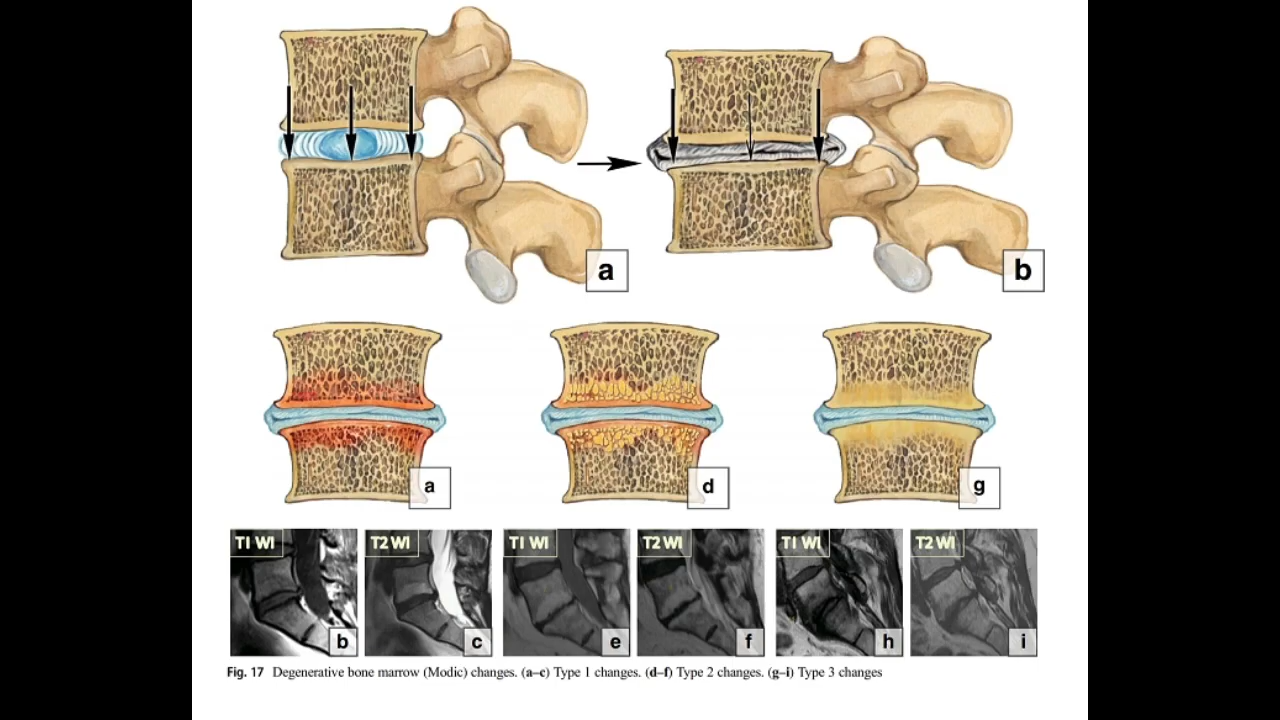 a
b
a
d
g
T1 WI
T2 WI
T1 WI
T2 WI
T1 WI
T2 WI
b
c
e
f
h
i
Fig. 17 Degenerative bone marrow (Modic) changes. (a–c) Type 1 changes. (d–f) Type 2 changes. (g–i) Type 3 changes